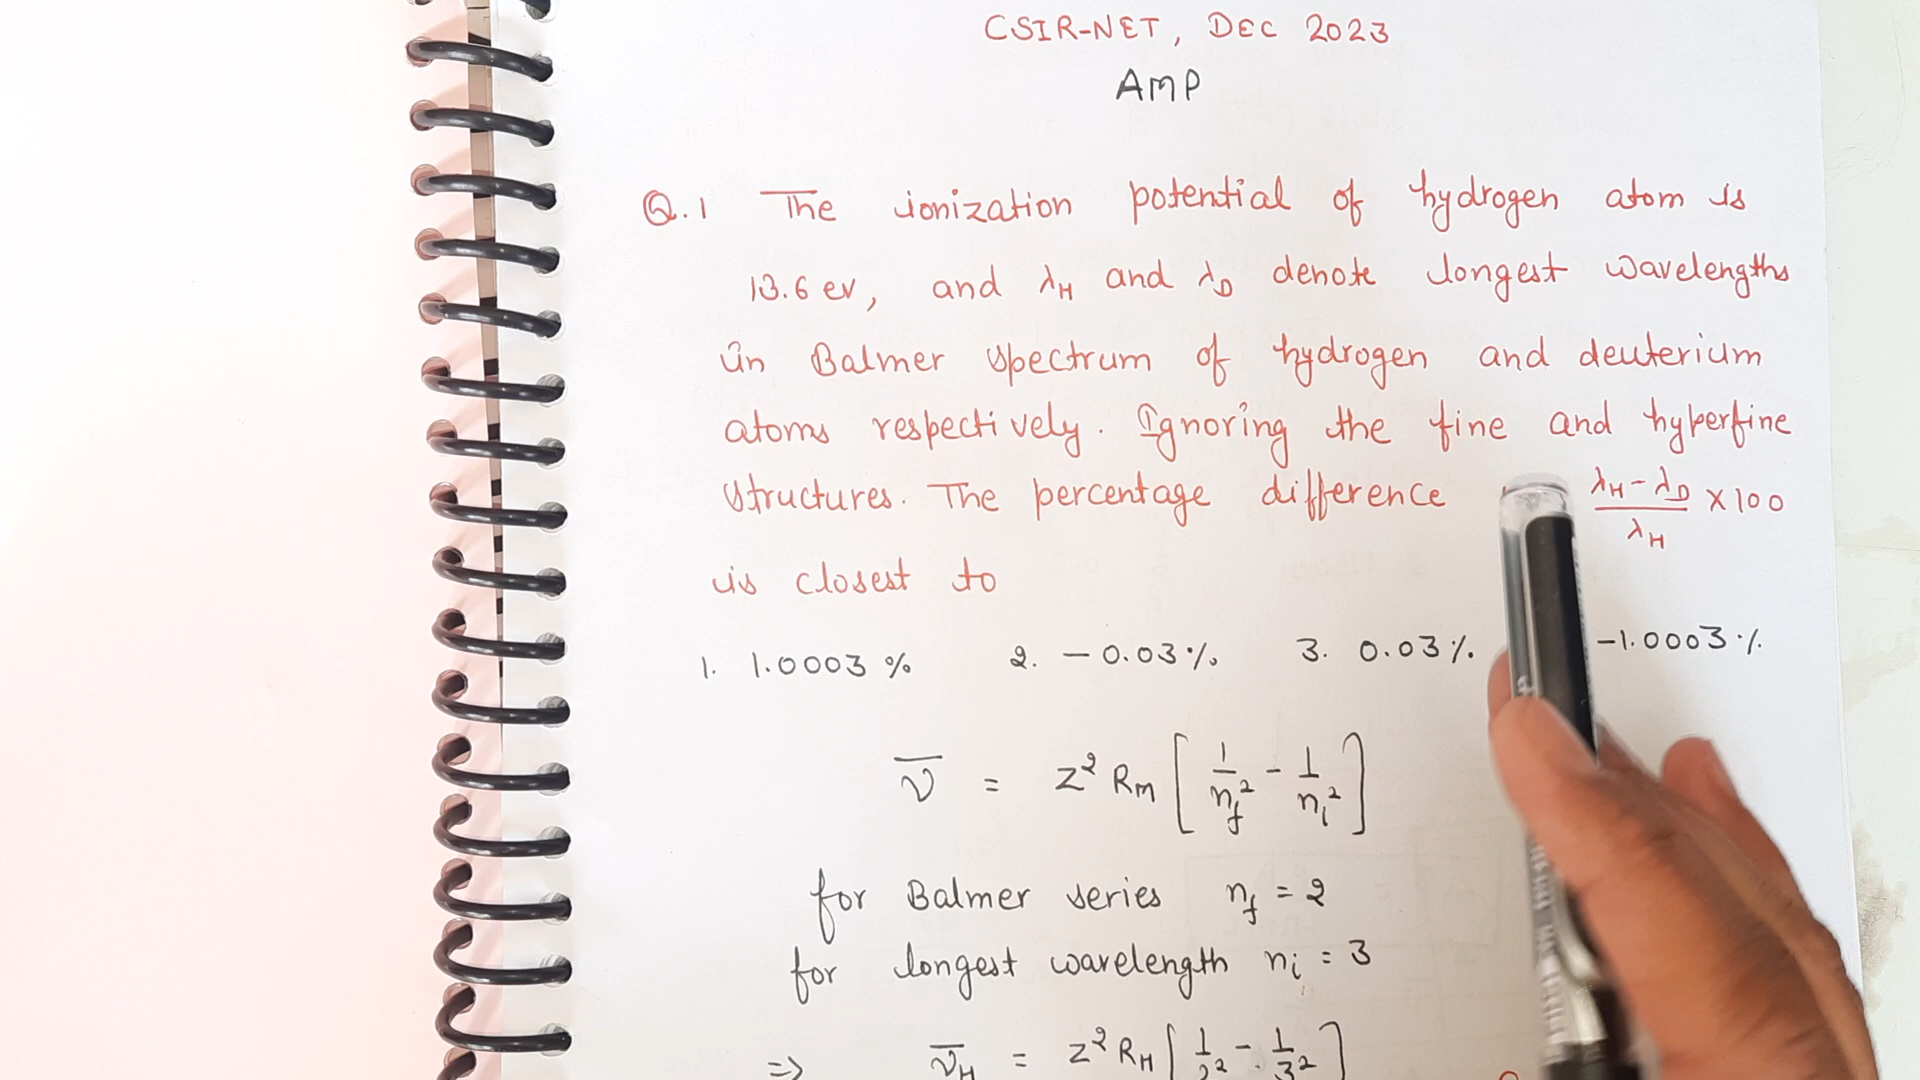 CSIR-NET, DEC 2023
AMP
Q.1 The ionization potential of hydrogen atom is
13.6 ev, and λH and λD denote longest wavelengths
in Balmer spectrum of hydrogen and deuterium
atoms respectively. Ignoring the fine and hyperfine
structures. The percentage difference (λH - λD)/λH × 100
is closest to
1. 1.0003 % 2. - 0.03 % 3. 0.03 % -1.0003 %
ν̅ = Z² Rm [1/nf² - 1/ni²]
for Balmer series nf = 2
for longest wavelength ni = 3
⇒ ν̅H = Z² RH [1/2² - 1/3²]